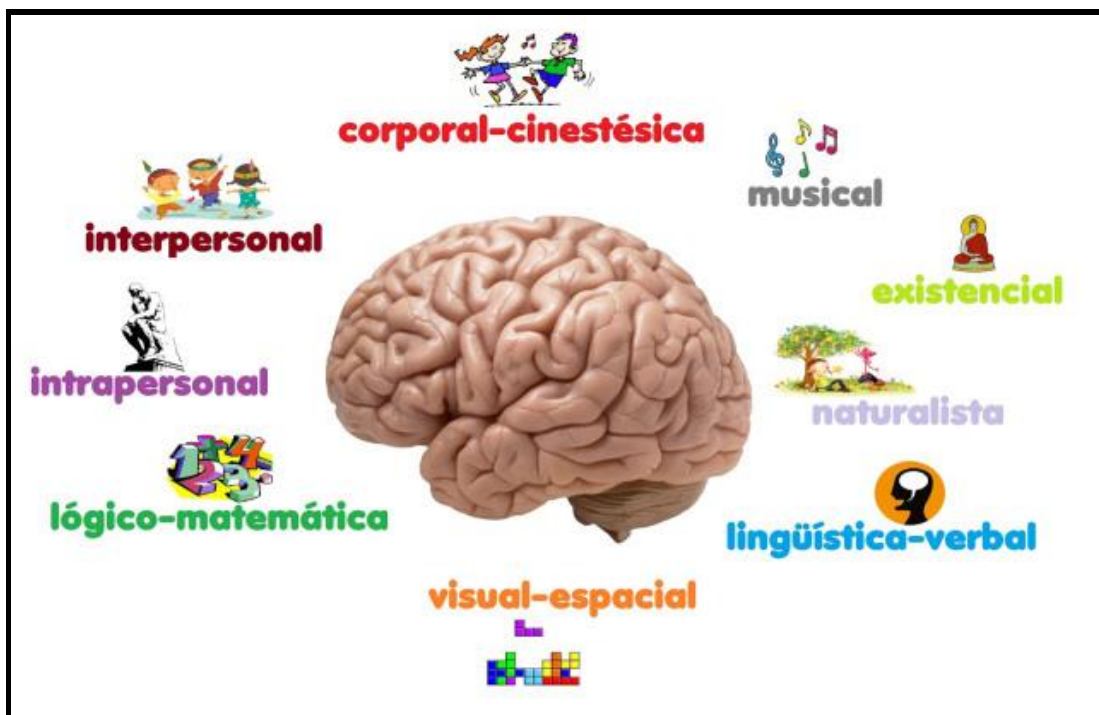 corporal-cinestésica
musical
interpersonal
existencial
intrapersonal
naturalista
lógico-matemática
lingüística-verbal
visual-espacial